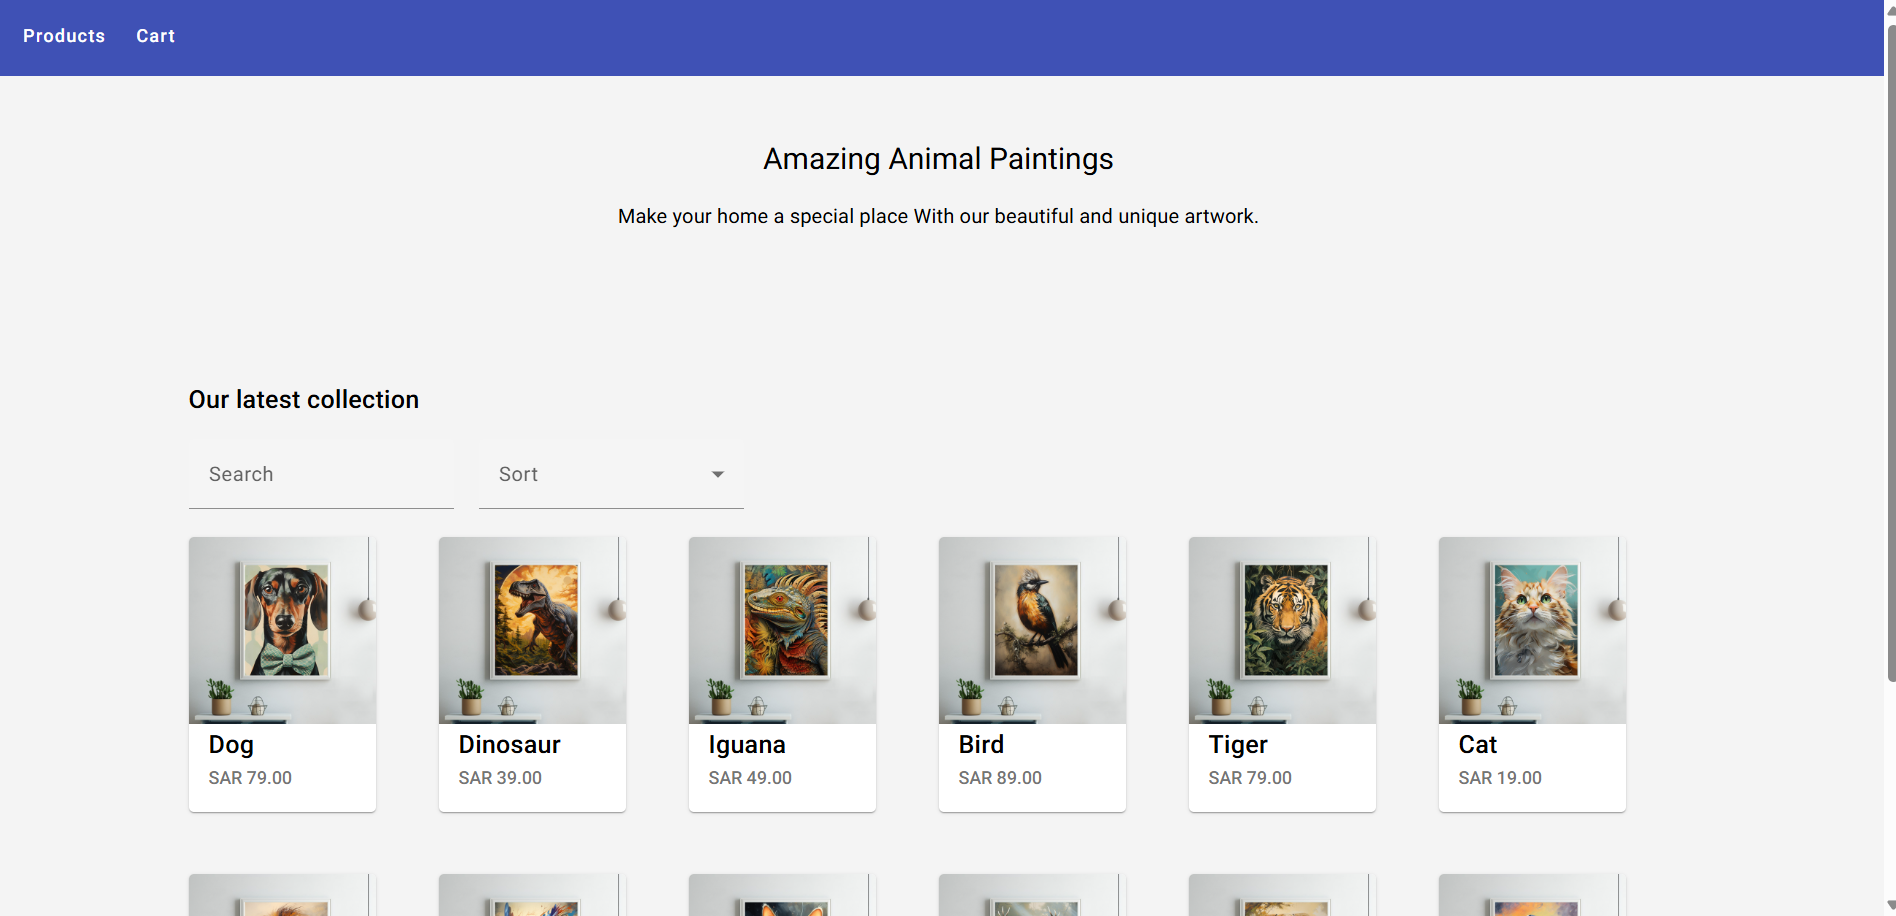 Products Cart
Amazing Animal Paintings
Make your home a special place With our beautiful and unique artwork.
Our latest collection
Search Sort
Dog Dinosaur Iguana Bird Tiger Cat
SAR 79.00 SAR 39.00 SAR 49.00 SAR 89.00 SAR 79.00 SAR 19.00